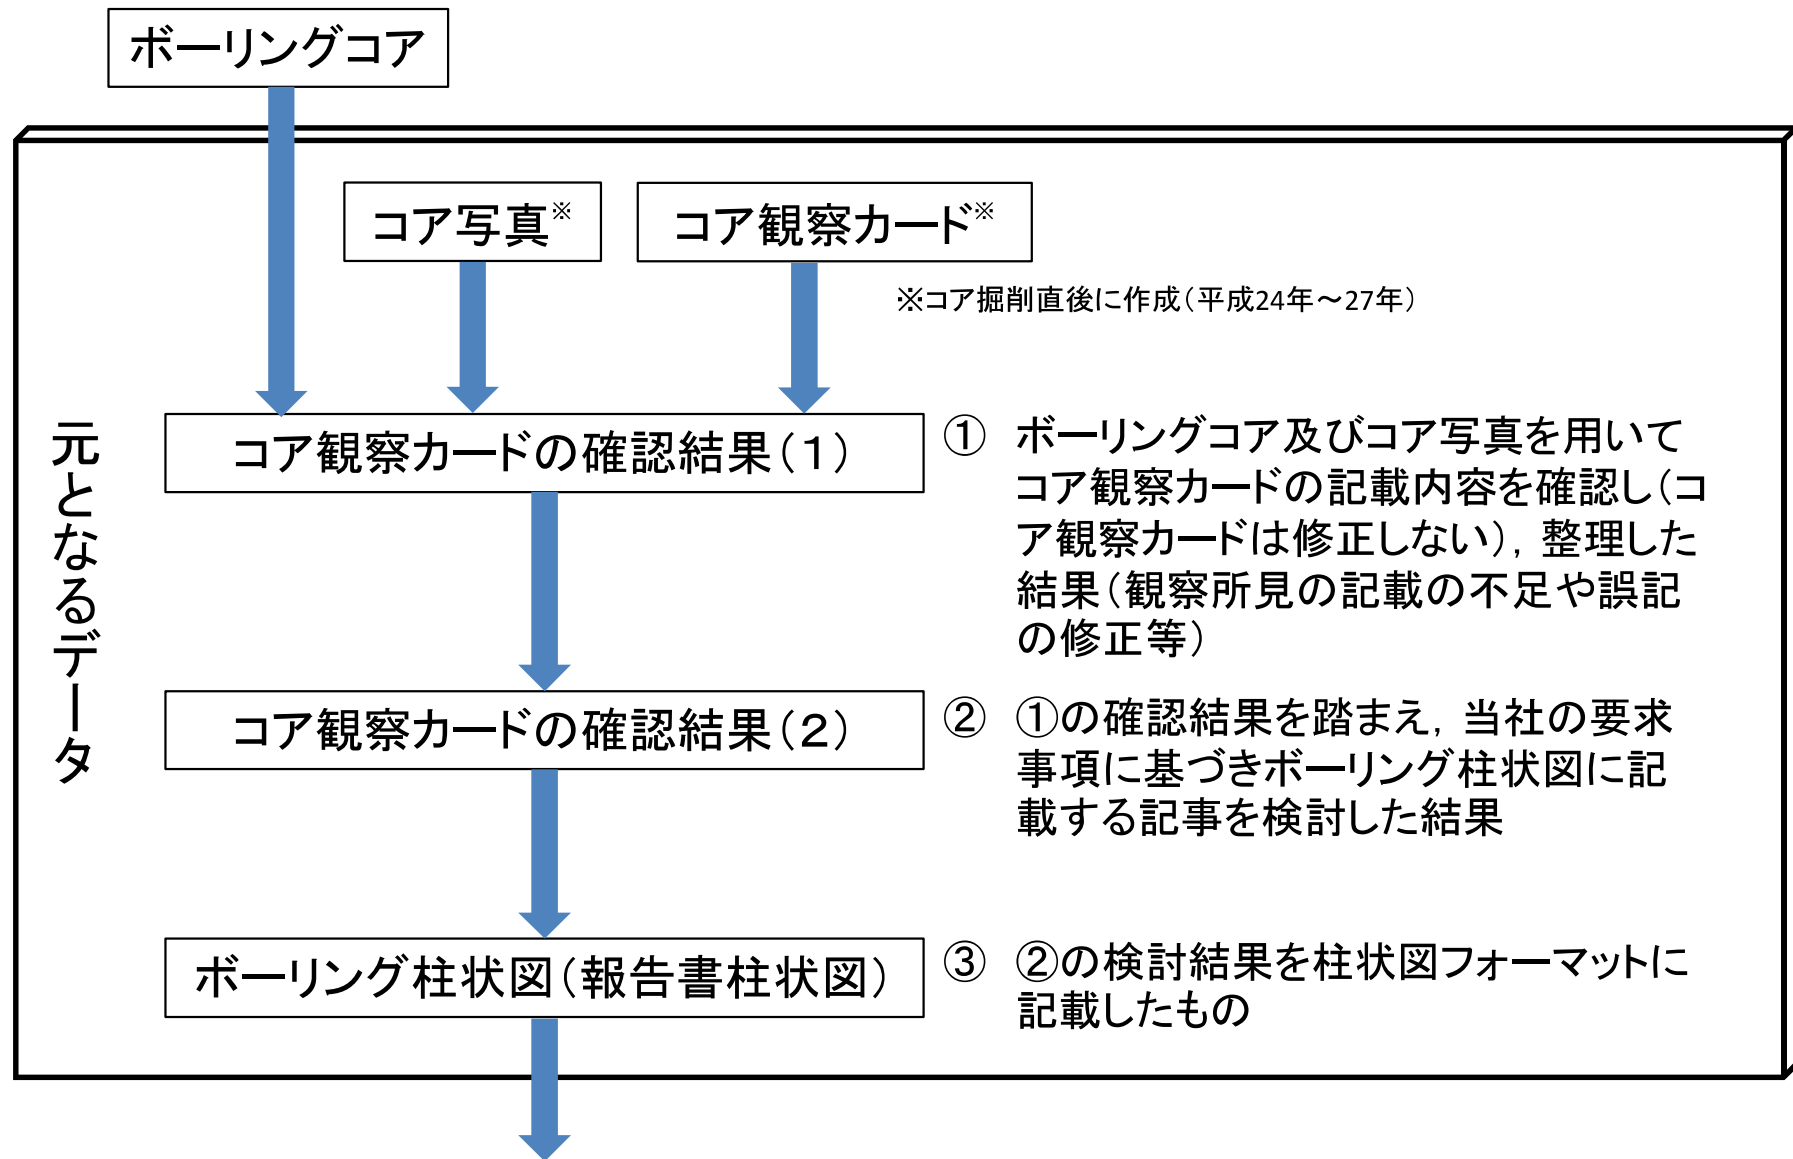 ボーリングコア
コア写真※
コア観察カード※
※コア掘削直後に作成（平成24年～27年）
元となるデータ
コア観察カードの確認結果（１）
① ボーリングコア及びコア写真を用いて
コア観察カードの記載内容を確認し（コ
ア観察カードは修正しない），整理した
結果（観察所見の記載の不足や誤記
の修正等）
コア観察カードの確認結果（２）
② ①の確認結果を踏まえ，当社の要求
事項に基づきボーリング柱状図に記
載する記事を検討した結果
ボーリング柱状図（報告書柱状図）
③ ②の検討結果を柱状図フォーマットに
記載したもの